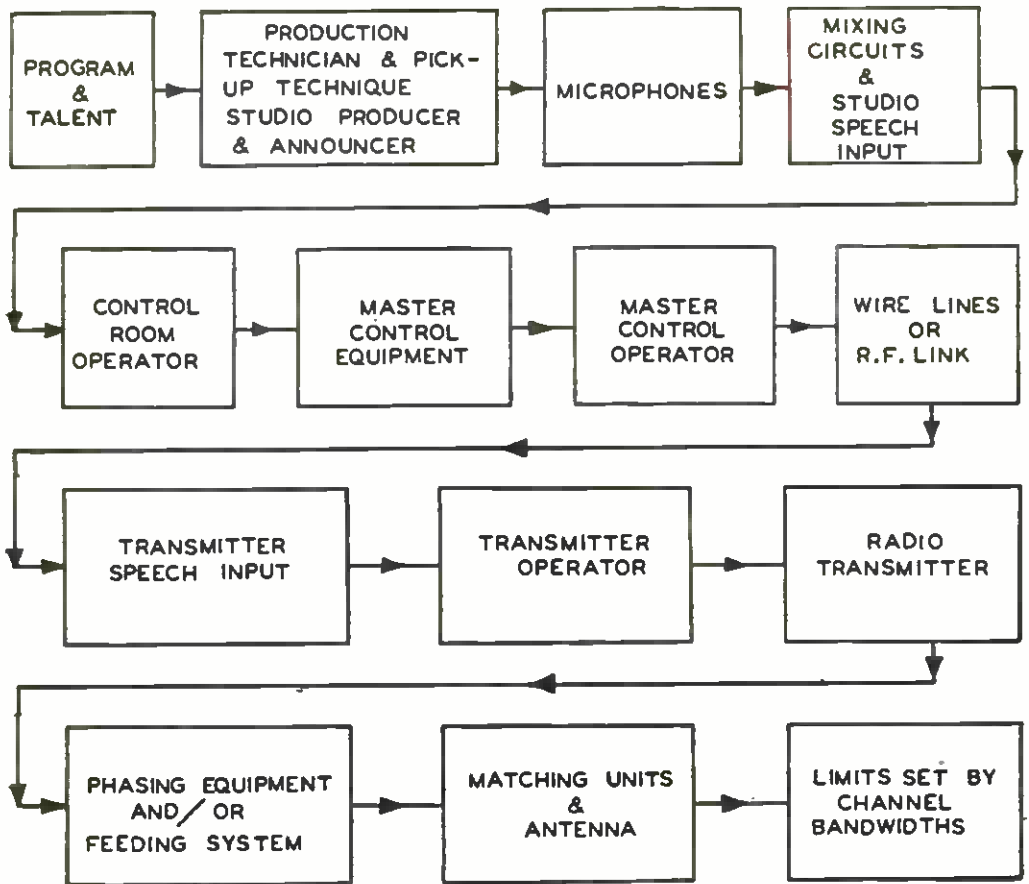 PROGRAM
&
TALENT
PRODUCTION
TECHNICIAN & PICK-
UP TECHNIQUE
STUDIO PRODUCER
& ANNOUNCER
MICROPHONES
MIXING
CIRCUITS
&
STUDIO
SPEECH
INPUT
CONTROL
ROOM
OPERATOR
MASTER
CONTROL
EQUIPMENT
MASTER
CONTROL
OPERATOR
WIRE LINES
OR
R.F. LINK
TRANSMITTER
SPEECH INPUT
TRANSMITTER
OPERATOR
RADIO
TRANSMITTER
PHASING EQUIPMENT
AND/OR
FEEDING SYSTEM
MATCHING UNITS
&
ANTENNA
LIMITS SET BY
CHANNEL
BANDWIDTHS